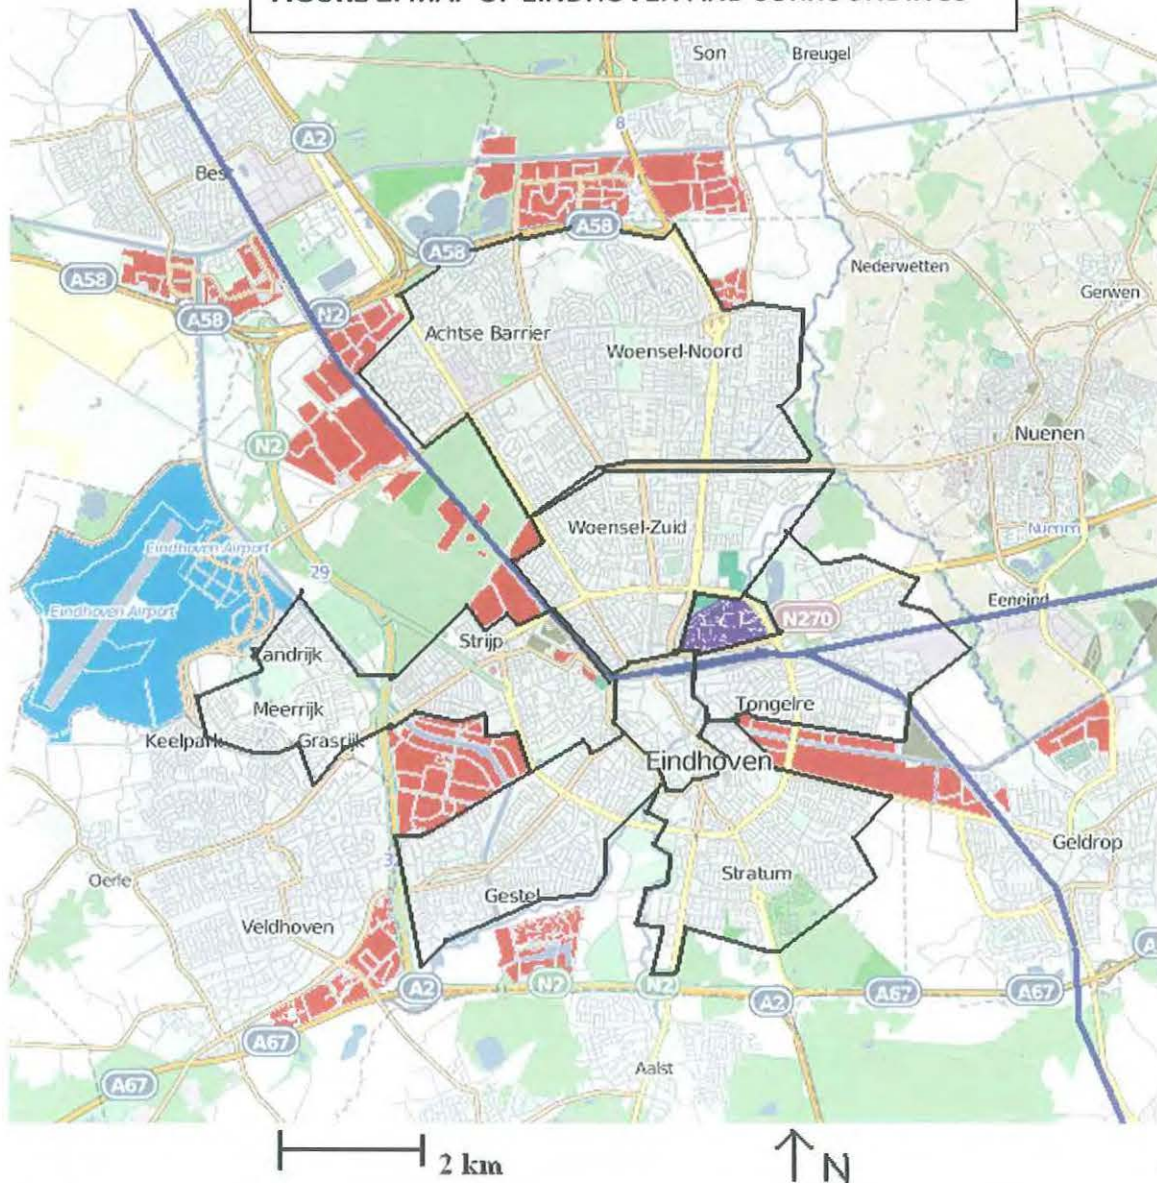 Son
Breugel
8
A2
Best
A58
A58
Nederwetten
A58
Gerwen
A58
N2
Achtse Barrier
Woensel-Noord
Nuenen
N2
Woensel-Zuid
Nuenen
Eindhoven Airport
29
Eindhoven Airport
Eeneind
N270
Strijp
Zandrijk
Tongelre
Meerrijk
Keelpark
Grasrijk
Eindhoven
Geldrop
Oerle
Stratum
Gestel
Veldhoven
A2
N2
N2
A2
A67
A67
A67
Aalst
A67
2 km
N